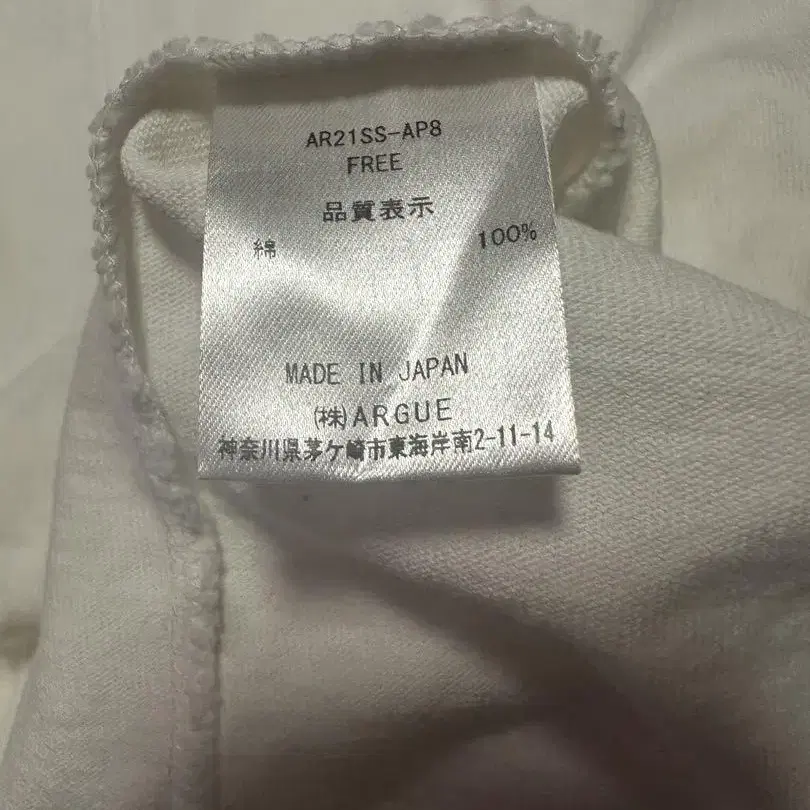 AR21SS-AP8
FREE
品質表示
綿 100%
MADE IN JAPAN
(株)ARGUE
神奈川県茅ケ崎市東海岸南2-11-14